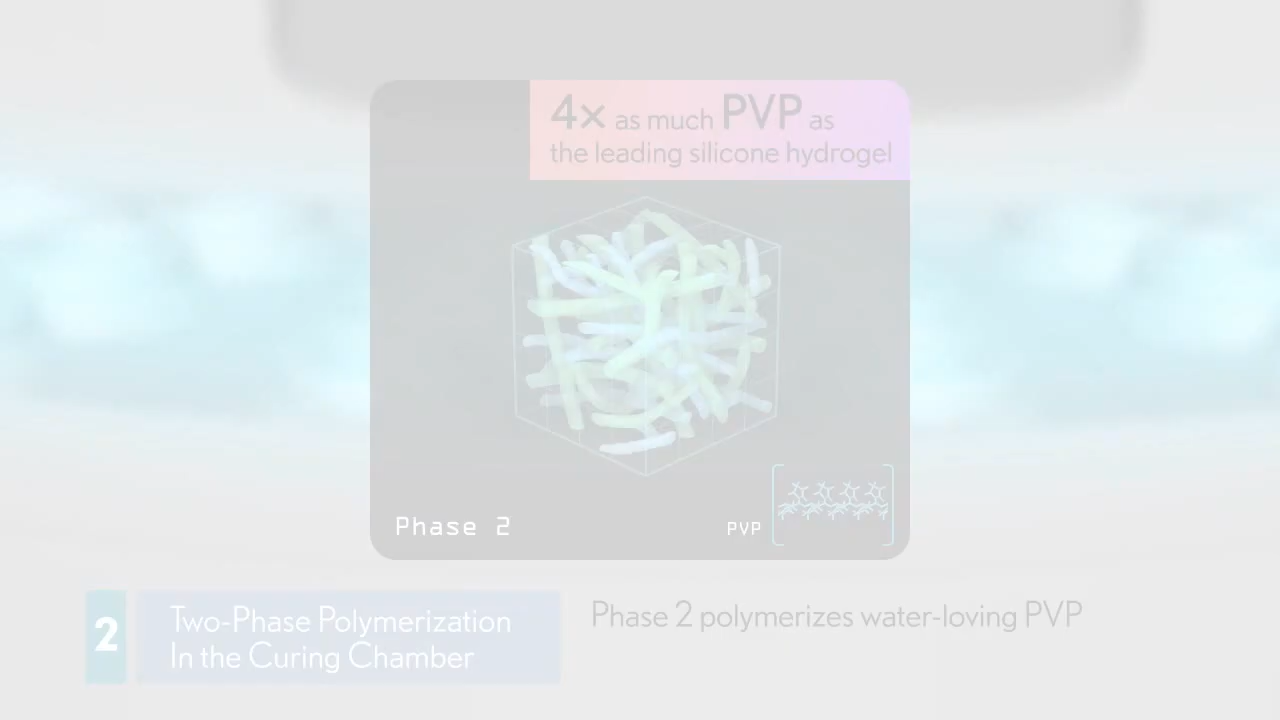 4x as much PVP as
the leading silicone hydrogel
Phase 2
PVP
2
Two-Phase Polymerization
In the Curing Chamber
Phase 2 polymerizes water-loving PVP